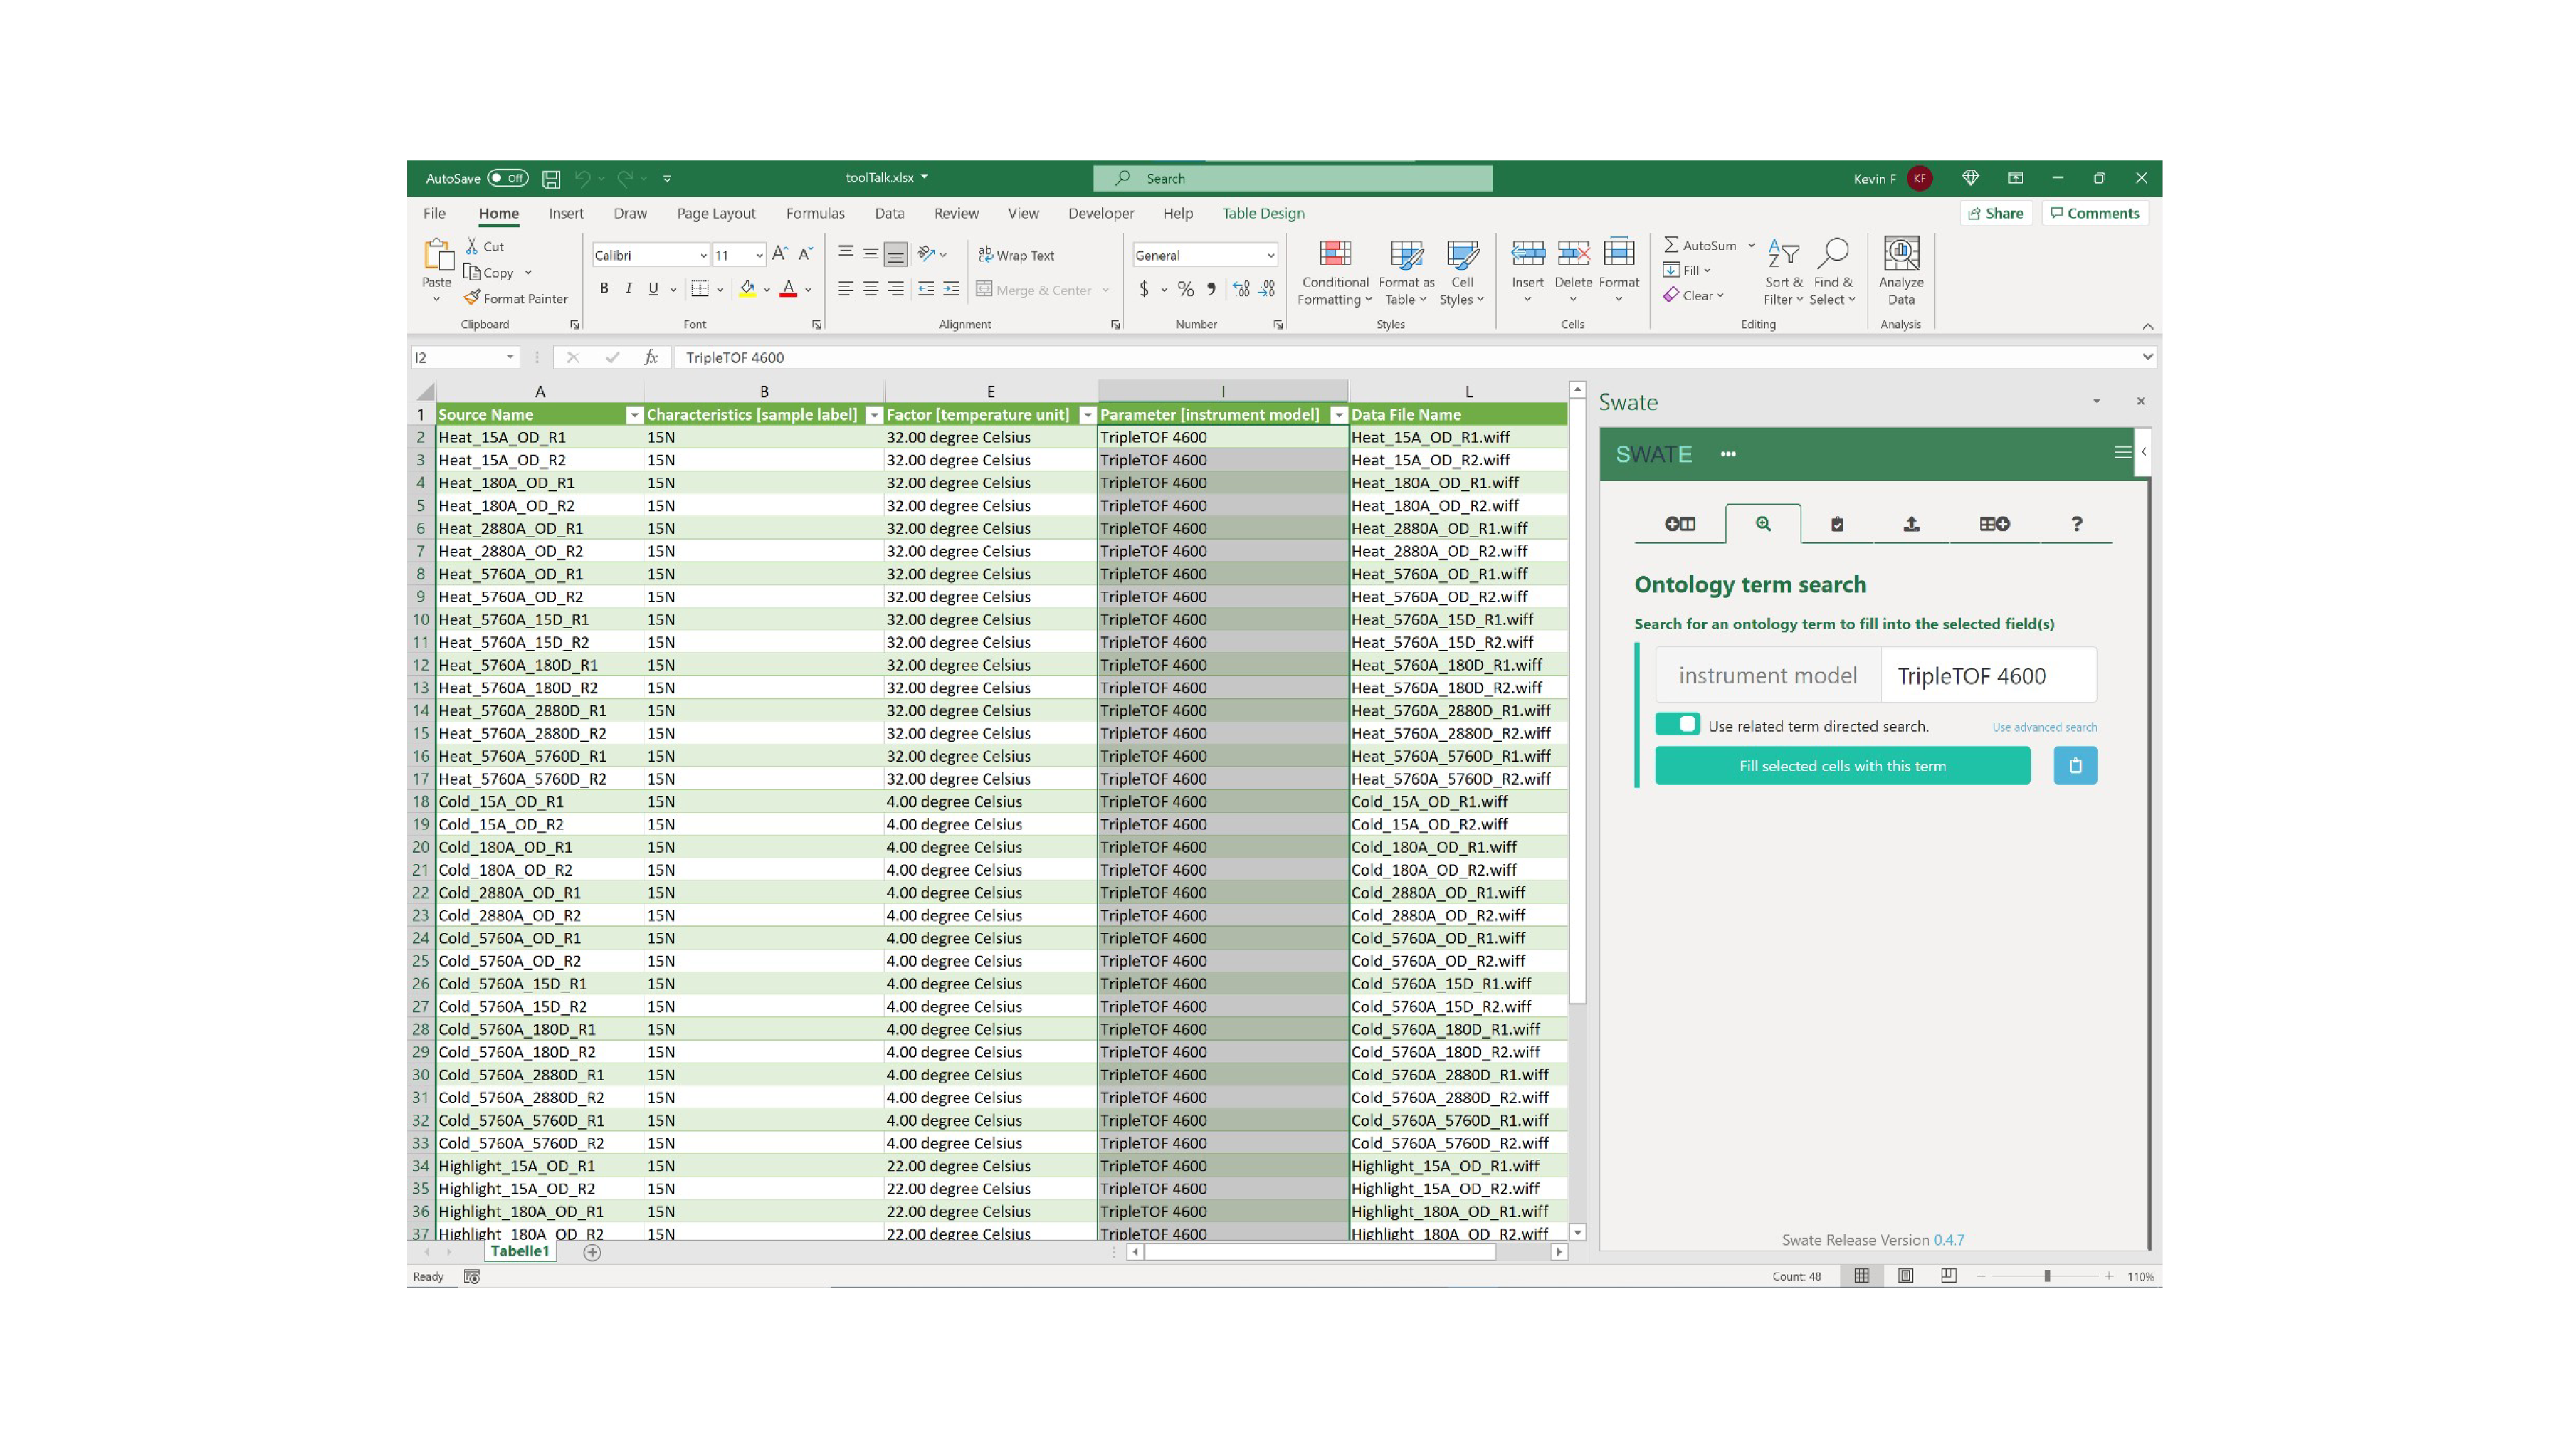 AutoSave Off toolTalk.xlsx Search Kevin F KF
File Home Insert Draw Page Layout Formulas Data Review View Developer Help Table Design Share Comments
Paste Cut Copy Format Painter Clipboard
Calibri 11 B I U Font
Wrap Text Merge & Center Alignment
General $ % Number
Conditional Formatting Format as Table Cell Styles Styles
Insert Delete Format Cells
AutoSum Fill Clear Sort & Filter Find & Select Editing
Analyze Data Analysis
I2 fx TripleTOF 4600
A B E I L
1 Source Name Characteristics [sample label] Factor [temperature unit] Parameter [instrument model] Data File Name
2 Heat_15A_OD_R1 15N 32.00 degree Celsius TripleTOF 4600 Heat_15A_OD_R1.wiff
3 Heat_15A_OD_R2 15N 32.00 degree Celsius TripleTOF 4600 Heat_15A_OD_R2.wiff
4 Heat_180A_OD_R1 15N 32.00 degree Celsius TripleTOF 4600 Heat_180A_OD_R1.wiff
5 Heat_180A_OD_R2 15N 32.00 degree Celsius TripleTOF 4600 Heat_180A_OD_R2.wiff
6 Heat_2880A_OD_R1 15N 32.00 degree Celsius TripleTOF 4600 Heat_2880A_OD_R1.wiff
7 Heat_2880A_OD_R2 15N 32.00 degree Celsius TripleTOF 4600 Heat_2880A_OD_R2.wiff
8 Heat_5760A_OD_R1 15N 32.00 degree Celsius TripleTOF 4600 Heat_5760A_OD_R1.wiff
9 Heat_5760A_OD_R2 15N 32.00 degree Celsius TripleTOF 4600 Heat_5760A_OD_R2.wiff
10 Heat_5760A_15D_R1 15N 32.00 degree Celsius TripleTOF 4600 Heat_5760A_15D_R1.wiff
11 Heat_5760A_15D_R2 15N 32.00 degree Celsius TripleTOF 4600 Heat_5760A_15D_R2.wiff
12 Heat_5760A_180D_R1 15N 32.00 degree Celsius TripleTOF 4600 Heat_5760A_180D_R1.wiff
13 Heat_5760A_180D_R2 15N 32.00 degree Celsius TripleTOF 4600 Heat_5760A_180D_R2.wiff
14 Heat_5760A_2880D_R1 15N 32.00 degree Celsius TripleTOF 4600 Heat_5760A_2880D_R1.wiff
15 Heat_5760A_2880D_R2 15N 32.00 degree Celsius TripleTOF 4600 Heat_5760A_2880D_R2.wiff
16 Heat_5760A_5760D_R1 15N 32.00 degree Celsius TripleTOF 4600 Heat_5760A_5760D_R1.wiff
17 Heat_5760A_5760D_R2 15N 32.00 degree Celsius TripleTOF 4600 Heat_5760A_5760D_R2.wiff
18 Cold_15A_OD_R1 15N 4.00 degree Celsius TripleTOF 4600 Cold_15A_OD_R1.wiff
19 Cold_15A_OD_R2 15N 4.00 degree Celsius TripleTOF 4600 Cold_15A_OD_R2.wiff
20 Cold_180A_OD_R1 15N 4.00 degree Celsius TripleTOF 4600 Cold_180A_OD_R1.wiff
21 Cold_180A_OD_R2 15N 4.00 degree Celsius TripleTOF 4600 Cold_180A_OD_R2.wiff
22 Cold_2880A_OD_R1 15N 4.00 degree Celsius TripleTOF 4600 Cold_2880A_OD_R1.wiff
23 Cold_2880A_OD_R2 15N 4.00 degree Celsius TripleTOF 4600 Cold_2880A_OD_R2.wiff
24 Cold_5760A_OD_R1 15N 4.00 degree Celsius TripleTOF 4600 Cold_5760A_OD_R1.wiff
25 Cold_5760A_OD_R2 15N 4.00 degree Celsius TripleTOF 4600 Cold_5760A_OD_R2.wiff
26 Cold_5760A_15D_R1 15N 4.00 degree Celsius TripleTOF 4600 Cold_5760A_15D_R1.wiff
27 Cold_5760A_15D_R2 15N 4.00 degree Celsius TripleTOF 4600 Cold_5760A_15D_R2.wiff
28 Cold_5760A_180D_R1 15N 4.00 degree Celsius TripleTOF 4600 Cold_5760A_180D_R1.wiff
29 Cold_5760A_180D_R2 15N 4.00 degree Celsius TripleTOF 4600 Cold_5760A_180D_R2.wiff
30 Cold_5760A_2880D_R1 15N 4.00 degree Celsius TripleTOF 4600 Cold_5760A_2880D_R1.wiff
31 Cold_5760A_2880D_R2 15N 4.00 degree Celsius TripleTOF 4600 Cold_5760A_2880D_R2.wiff
32 Cold_5760A_5760D_R1 15N 4.00 degree Celsius TripleTOF 4600 Cold_5760A_5760D_R1.wiff
33 Cold_5760A_5760D_R2 15N 4.00 degree Celsius TripleTOF 4600 Cold_5760A_5760D_R2.wiff
34 Highlight_15A_OD_R1 15N 22.00 degree Celsius TripleTOF 4600 Highlight_15A_OD_R1.wiff
35 Highlight_15A_OD_R2 15N 22.00 degree Celsius TripleTOF 4600 Highlight_15A_OD_R2.wiff
36 Highlight_180A_OD_R1 15N 22.00 degree Celsius TripleTOF 4600 Highlight_180A_OD_R1.wiff
37 Highlight_180A_OD_R2 15N 22.00 degree Celsius TripleTOF 4600 Highlight_180A_OD_R2.wiff
Tabelle1
Ready Count: 48 110%
Swate
SWATE
?
Ontology term search
Search for an ontology term to fill into the selected field(s)
instrument model TripleTOF 4600
Use related term directed search. Use advanced search
Fill selected cells with this term
Swate Release Version 0.4.7